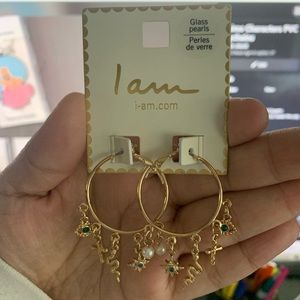 Glass
pearls
Perles
de verre
I am
i-am.com